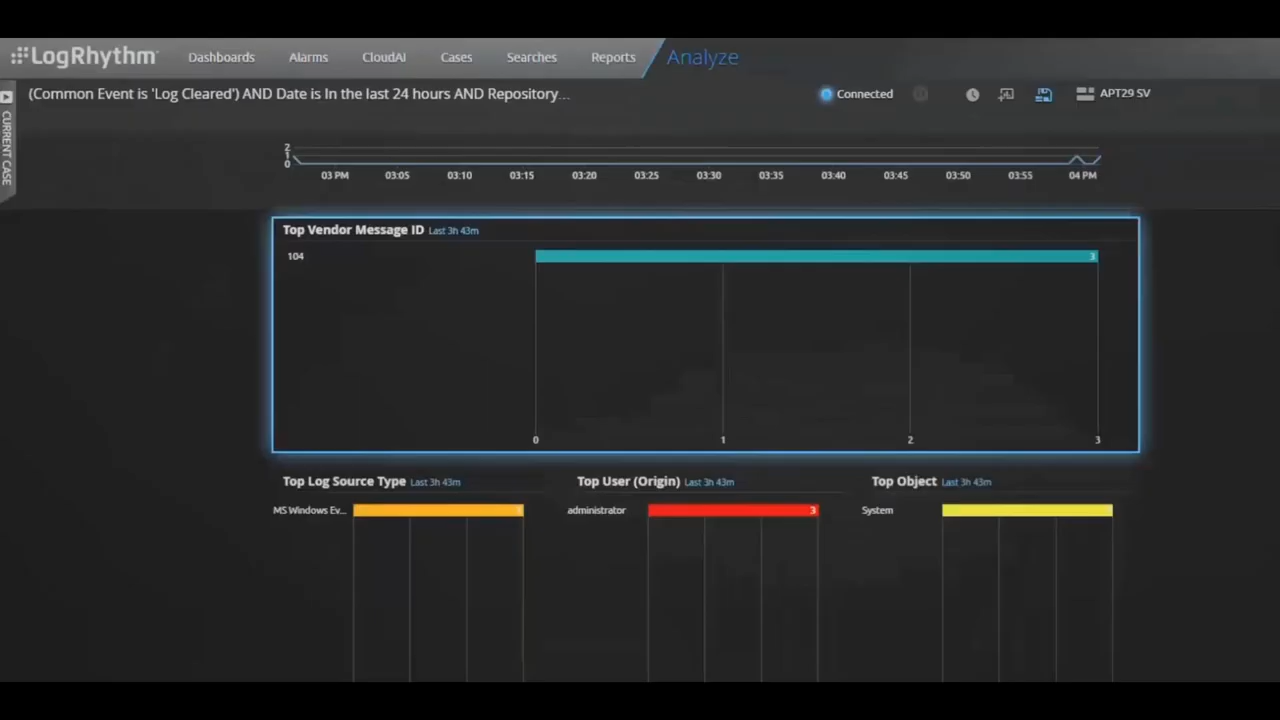 LogRhythm Dashboards Alarms CloudAI Cases Searches Reports Analyze
(Common Event is 'Log Cleared') AND Date is In the last 24 hours AND Repository... Connected APT29 SV
CURRENT CASE
2
1
0
03 PM 03:05 03:10 03:15 03:20 03:25 03:30 03:35 03:40 03:45 03:50 03:55 04 PM
Top Vendor Message ID Last 3h 43m
104 3
0 1 2 3
Top Log Source Type Last 3h 43m Top User (Origin) Last 3h 43m Top Object Last 3h 43m
MS Windows Ev... administrator 3 System